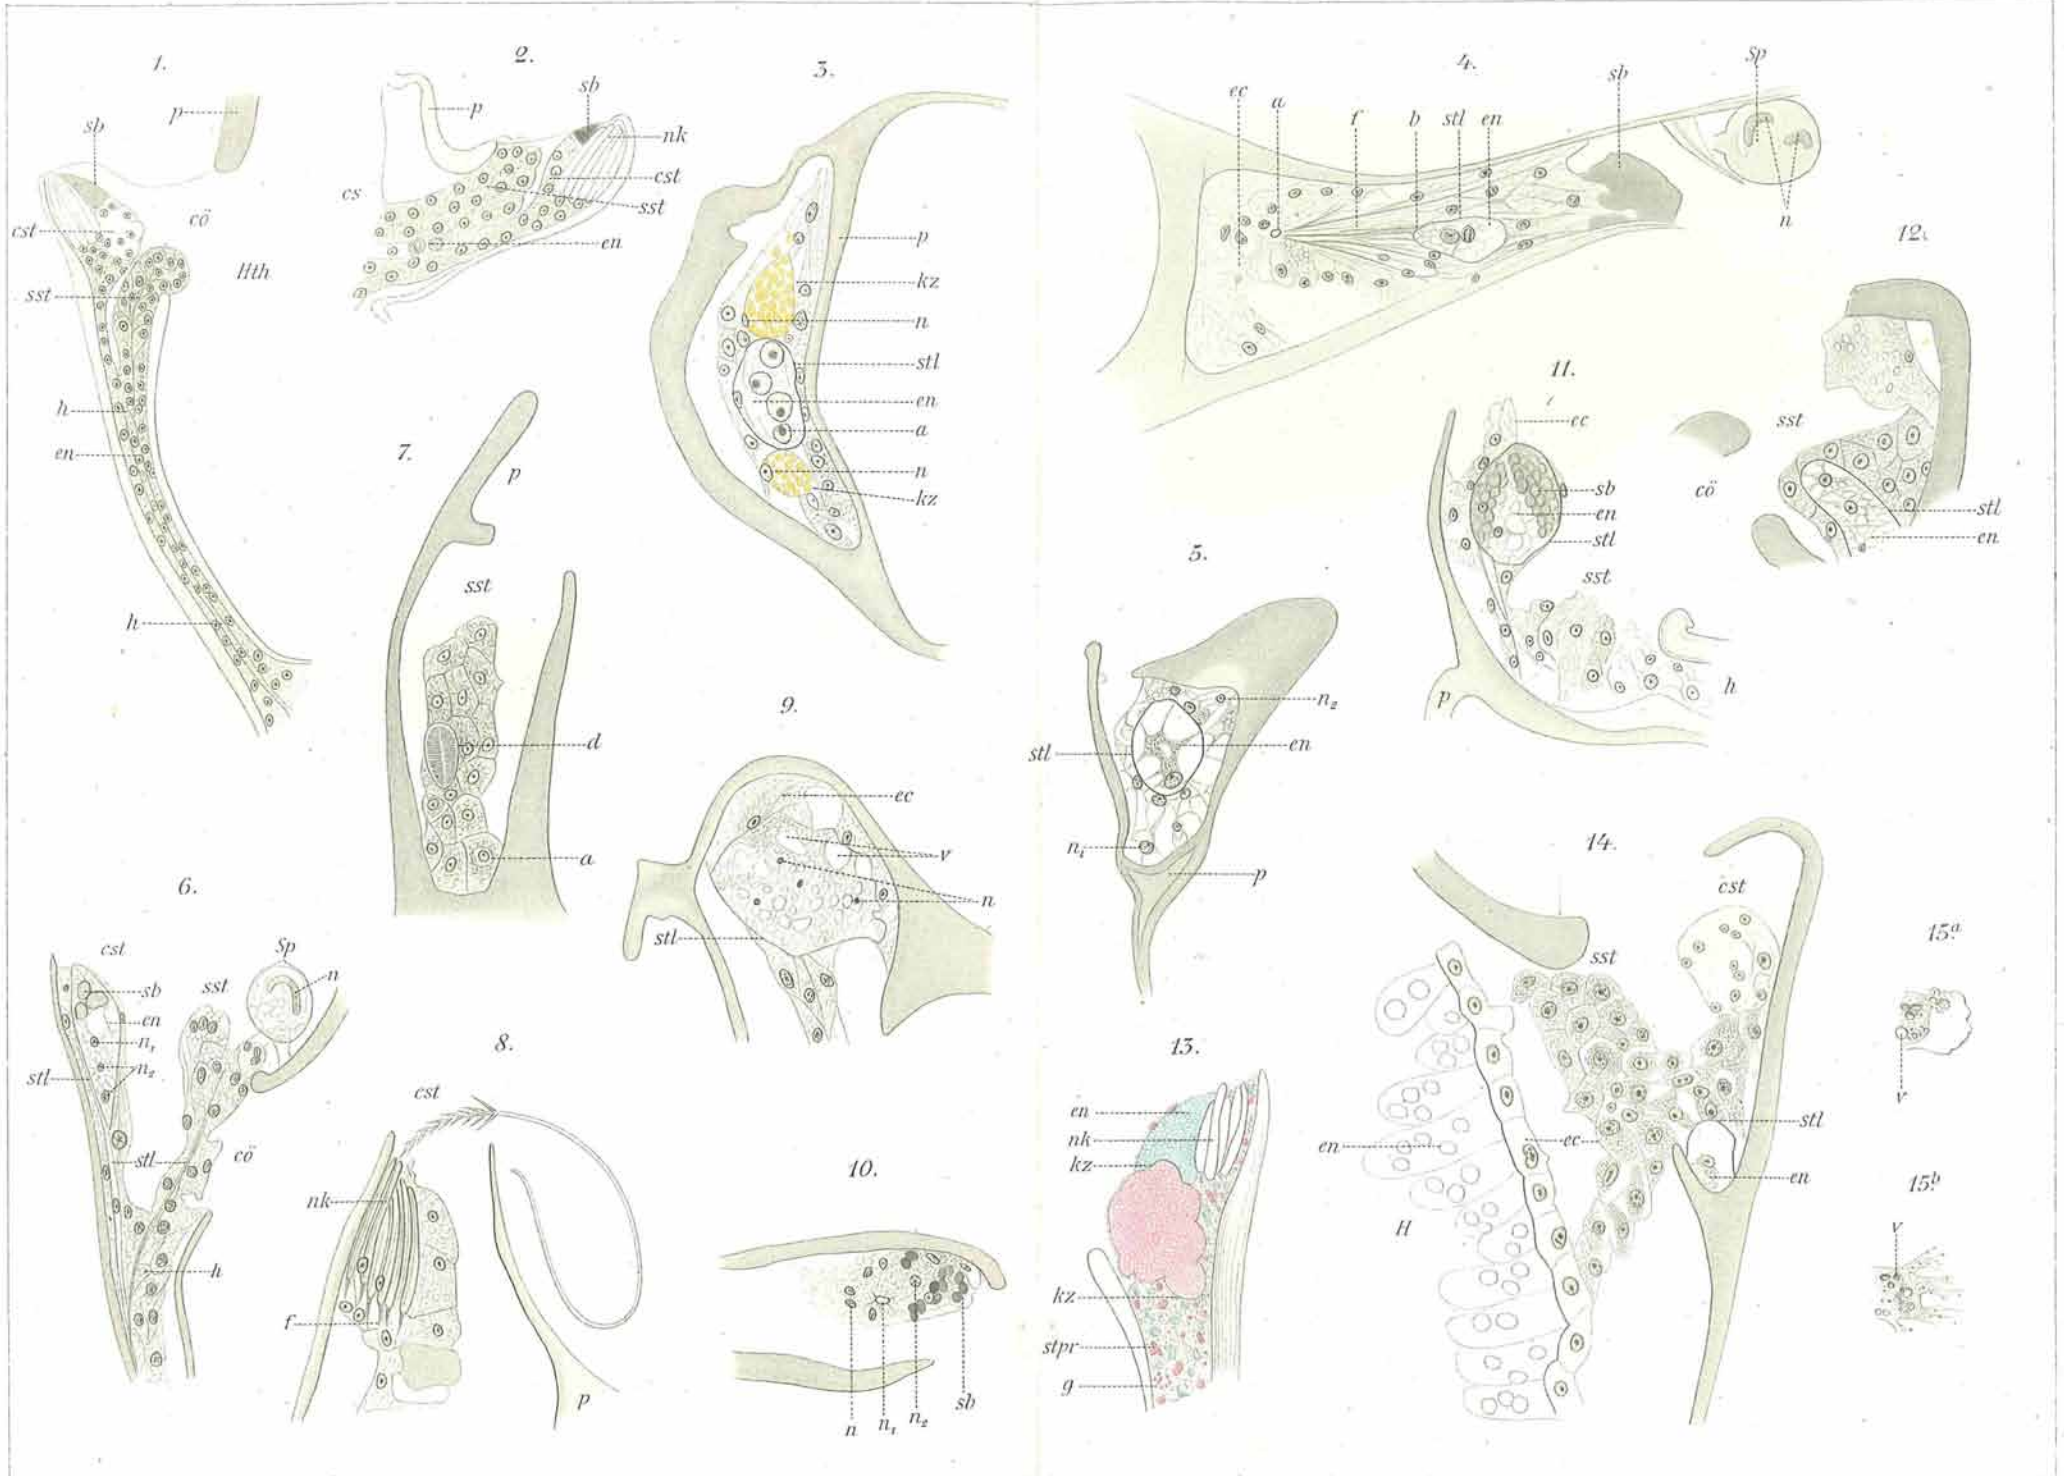 1.
p
sb
cö
cst
Hth
sst
h
en
h
2.
sb
p
nk
cst
cs
sst
en
3.
p
kz
n
stl
en
a
n
kz
4.
ec
a
f
b
stl
en
sb
Sp
n
12.
sst
cö
stl
en
11.
ec
sb
en
stl
sst
h
p
7.
p
sst
d
a
5.
n₂
stl
en
n₁
p
9.
ec
v
n
stl
6.
cst
Sp
sb
sst
n
en
n₁
n₂
stl
stl
cö
h
8.
cst
nk
f
p
10.
n
n₁
n₂
sb
13.
en
nk
kz
kz
stpr
g
14.
cst
sst
stl
en
ec
en
H
15.a
v
15.b
v